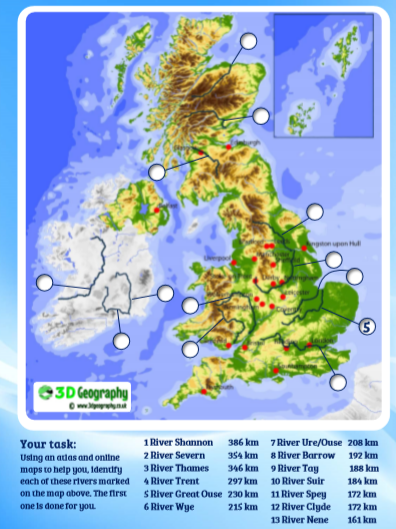 Edinburgh
Kingston upon Hull
Liverpool
Derby
Coventry
Plymouth
5
3D Geography
© www.3dgeography.co.uk
Your task:
Using an atlas and online
maps to help you, identify
each of these rivers marked
on the map above. The first
one is done for you.
1 River Shannon 386 km
2 River Severn 354 km
3 River Thames 346 km
4 River Trent 297 km
5 River Great Ouse 230 km
6 River Wye 215 km
7 River Ure/Ouse 208 km
8 River Barrow 192 km
9 River Tay 188 km
10 River Suir 184 km
11 River Spey 172 km
12 River Clyde 172 km
13 River Nene 161 km